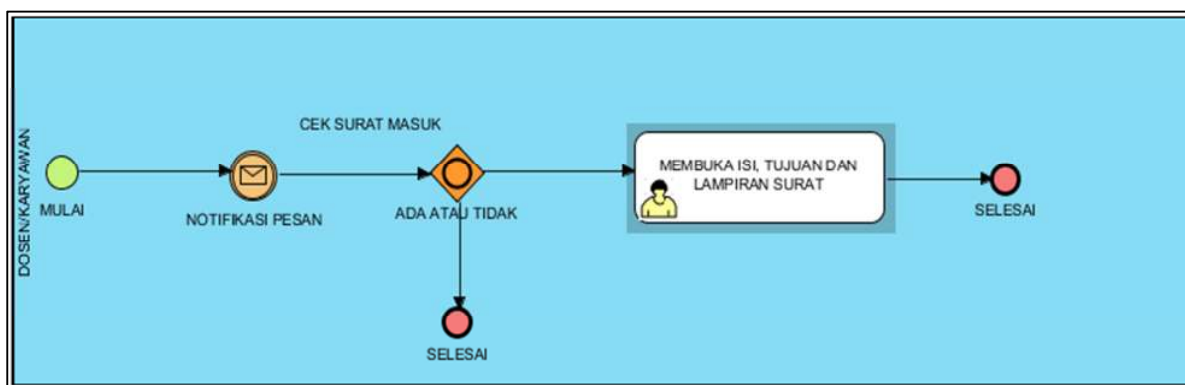 DOSEN/KARYAWAN
MULAI
NOTIFIKASI PESAN
CEK SURAT MASUK
ADA ATAU TIDAK
SELESAI
MEMBUKA ISI, TUJUAN DAN
LAMPIRAN SURAT
SELESAI